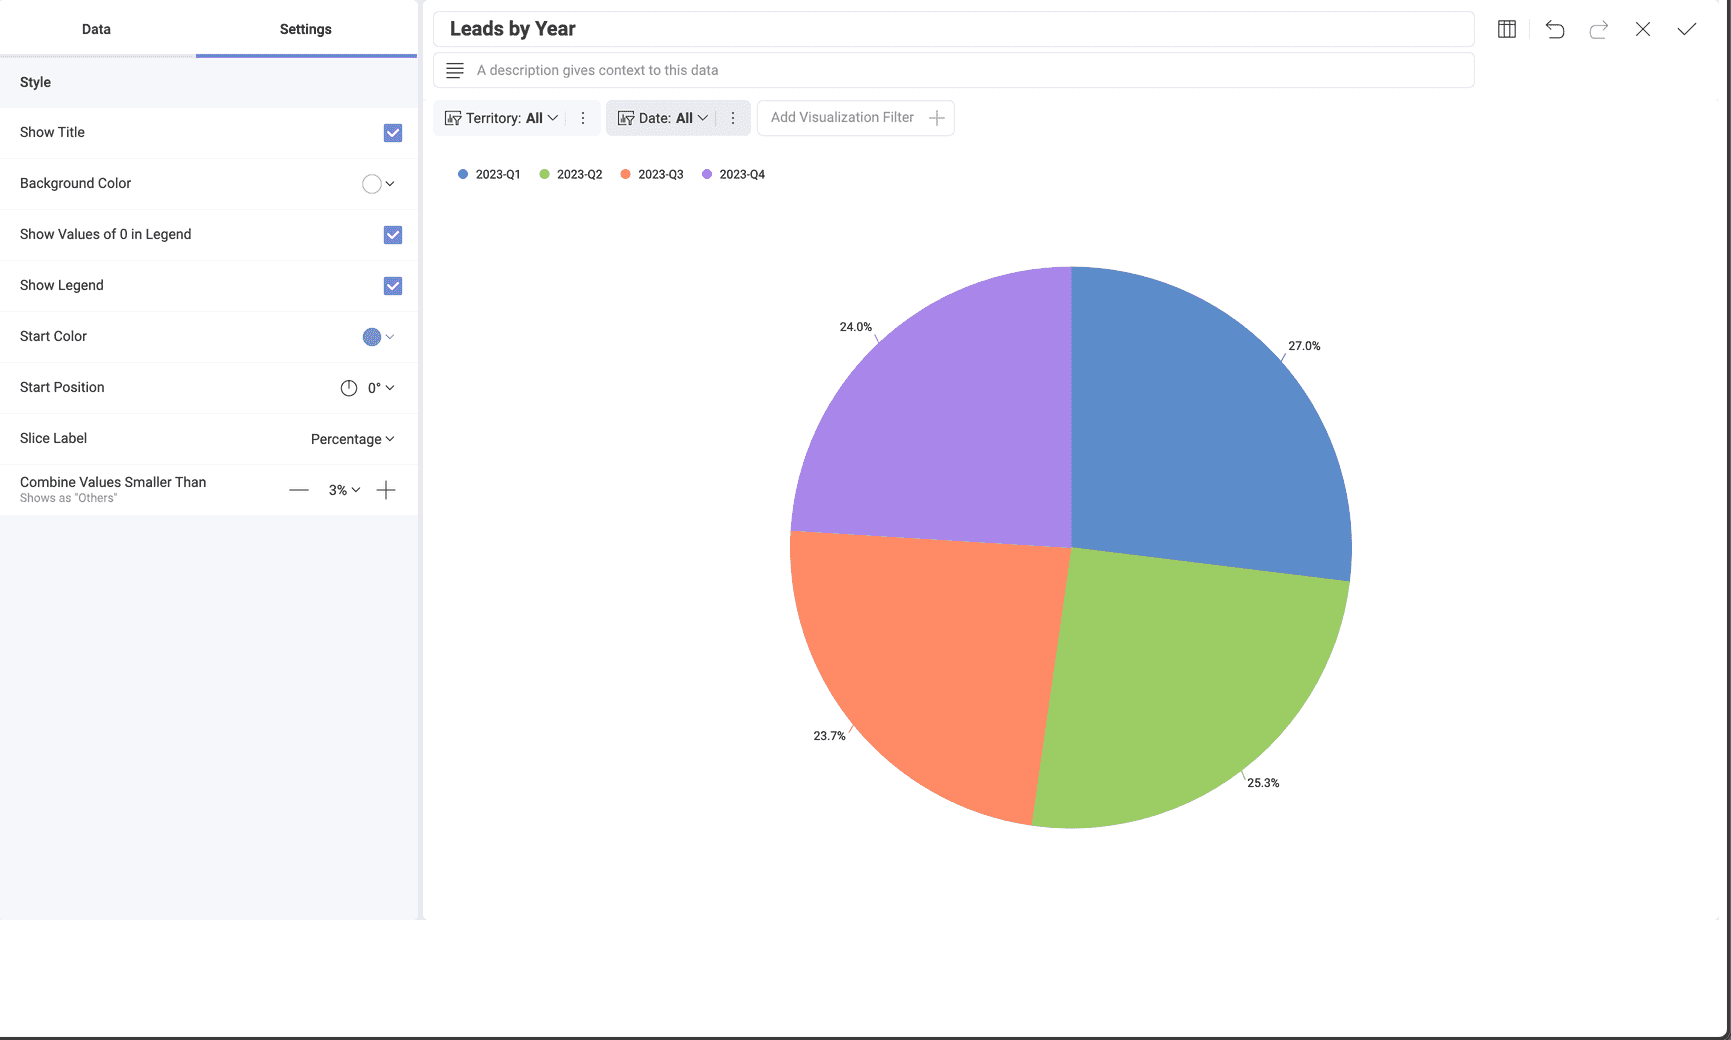 Data Settings
Style
Show Title
Background Color
Show Values of 0 in Legend
Show Legend
Start Color
Start Position 0°
Slice Label Percentage
Combine Values Smaller Than
Shows as "Others" 3%
Leads by Year
A description gives context to this data
Territory: All Date: All Add Visualization Filter
2023-Q1 2023-Q2 2023-Q3 2023-Q4
24.0%
27.0%
23.7%
25.3%